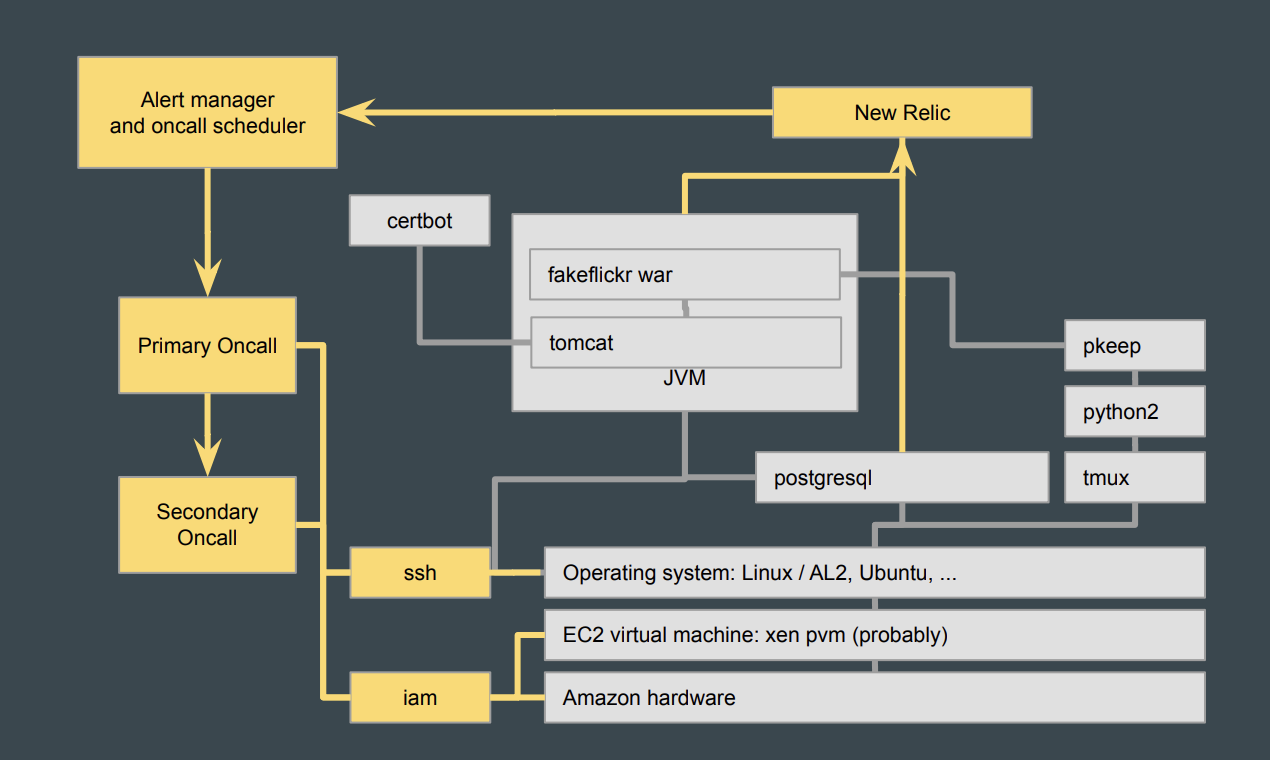 Alert manager
and oncall scheduler
New Relic
certbot
fakeflickr war
tomcat
JVM
Primary Oncall
pkeep
python2
postgresql
tmux
Secondary
Oncall
ssh
Operating system: Linux / AL2, Ubuntu, ...
EC2 virtual machine: xen pvm (probably)
iam
Amazon hardware